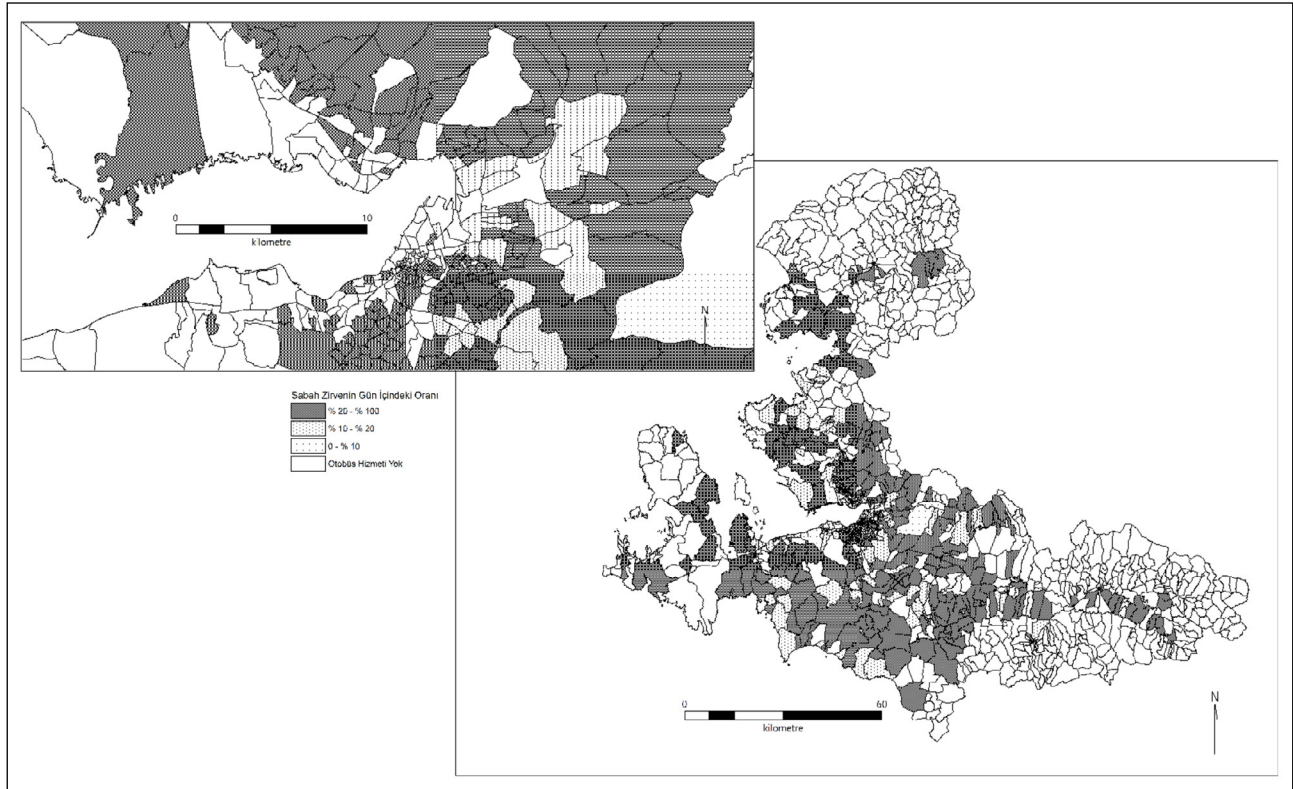 0 10
kilometre
N
Sabah Zirvenin Gün İçindeki Oranı
% 20 - % 100
% 10 - % 20
0 - % 10
Otobüs Hizmeti Yok
0 60
kilometre
N